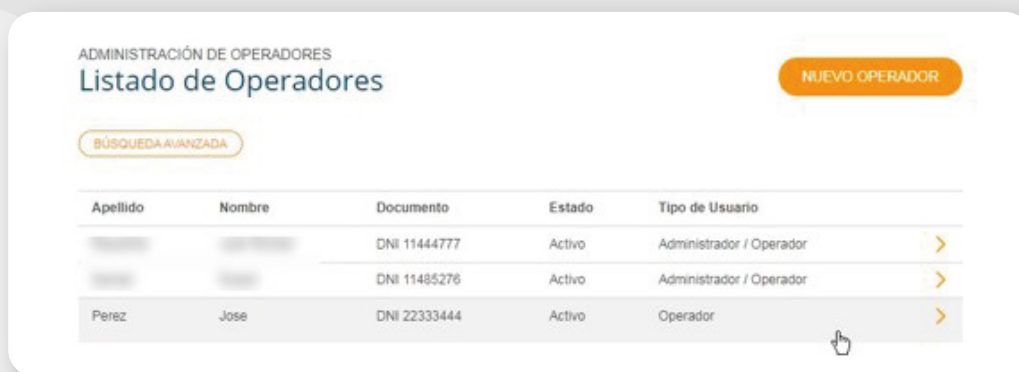 ADMINISTRACIÓN DE OPERADORES
Listado de Operadores
NUEVO OPERADOR
BÚSQUEDA AVANZADA
Apellido Nombre Documento Estado Tipo de Usuario
DNI 11444777 Activo Administrador / Operador
DNI 11485276 Activo Administrador / Operador
Perez Jose DNI 22333444 Activo Operador